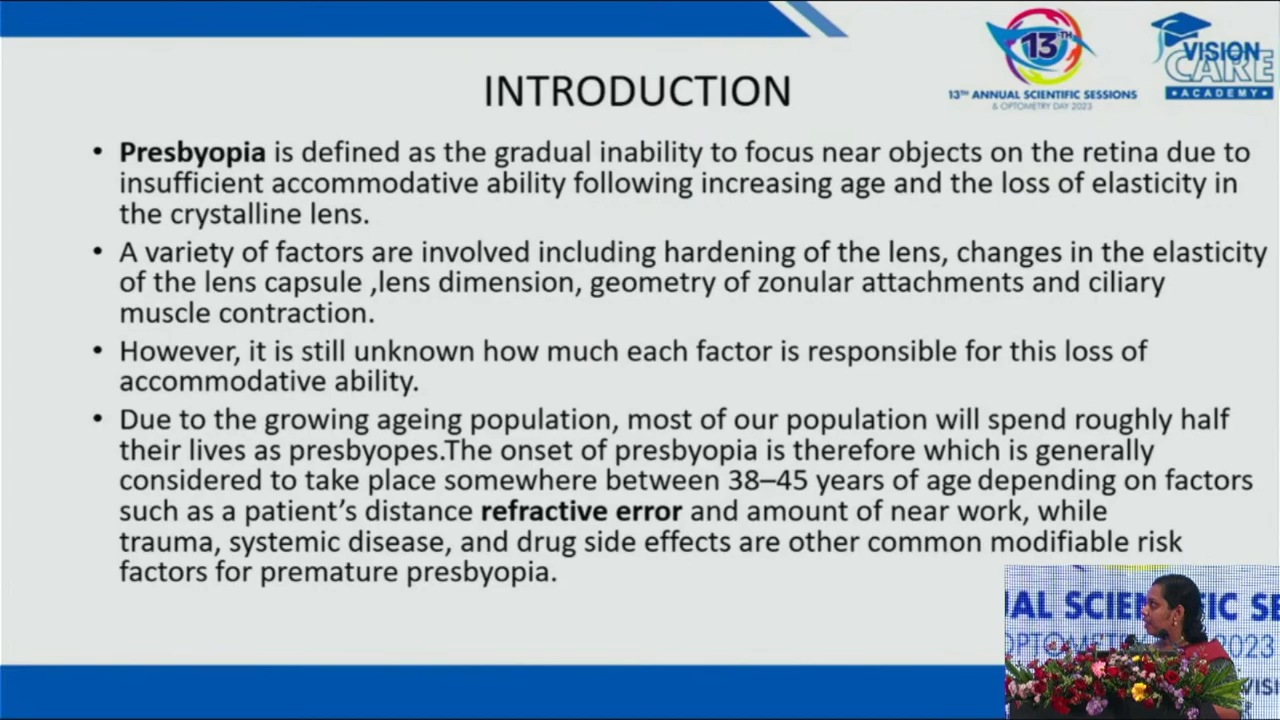 13TH
13TH ANNUAL SCIENTIFIC SESSIONS
& OPTOMETRY DAY 2023
VISION
CARE
ACADEMY
INTRODUCTION
• Presbyopia is defined as the gradual inability to focus near objects on the retina due to
insufficient accommodative ability following increasing age and the loss of elasticity in
the crystalline lens.
• A variety of factors are involved including hardening of the lens, changes in the elasticity
of the lens capsule ,lens dimension, geometry of zonular attachments and ciliary
muscle contraction.
• However, it is still unknown how much each factor is responsible for this loss of
accommodative ability.
• Due to the growing ageing population, most of our population will spend roughly half
their lives as presbyopes.The onset of presbyopia is therefore which is generally
considered to take place somewhere between 38–45 years of age depending on factors
such as a patient's distance refractive error and amount of near work, while
trauma, systemic disease, and drug side effects are other common modifiable risk
factors for premature presbyopia.
AL SCIEN IC SE
OPTOMET 2023
VISI